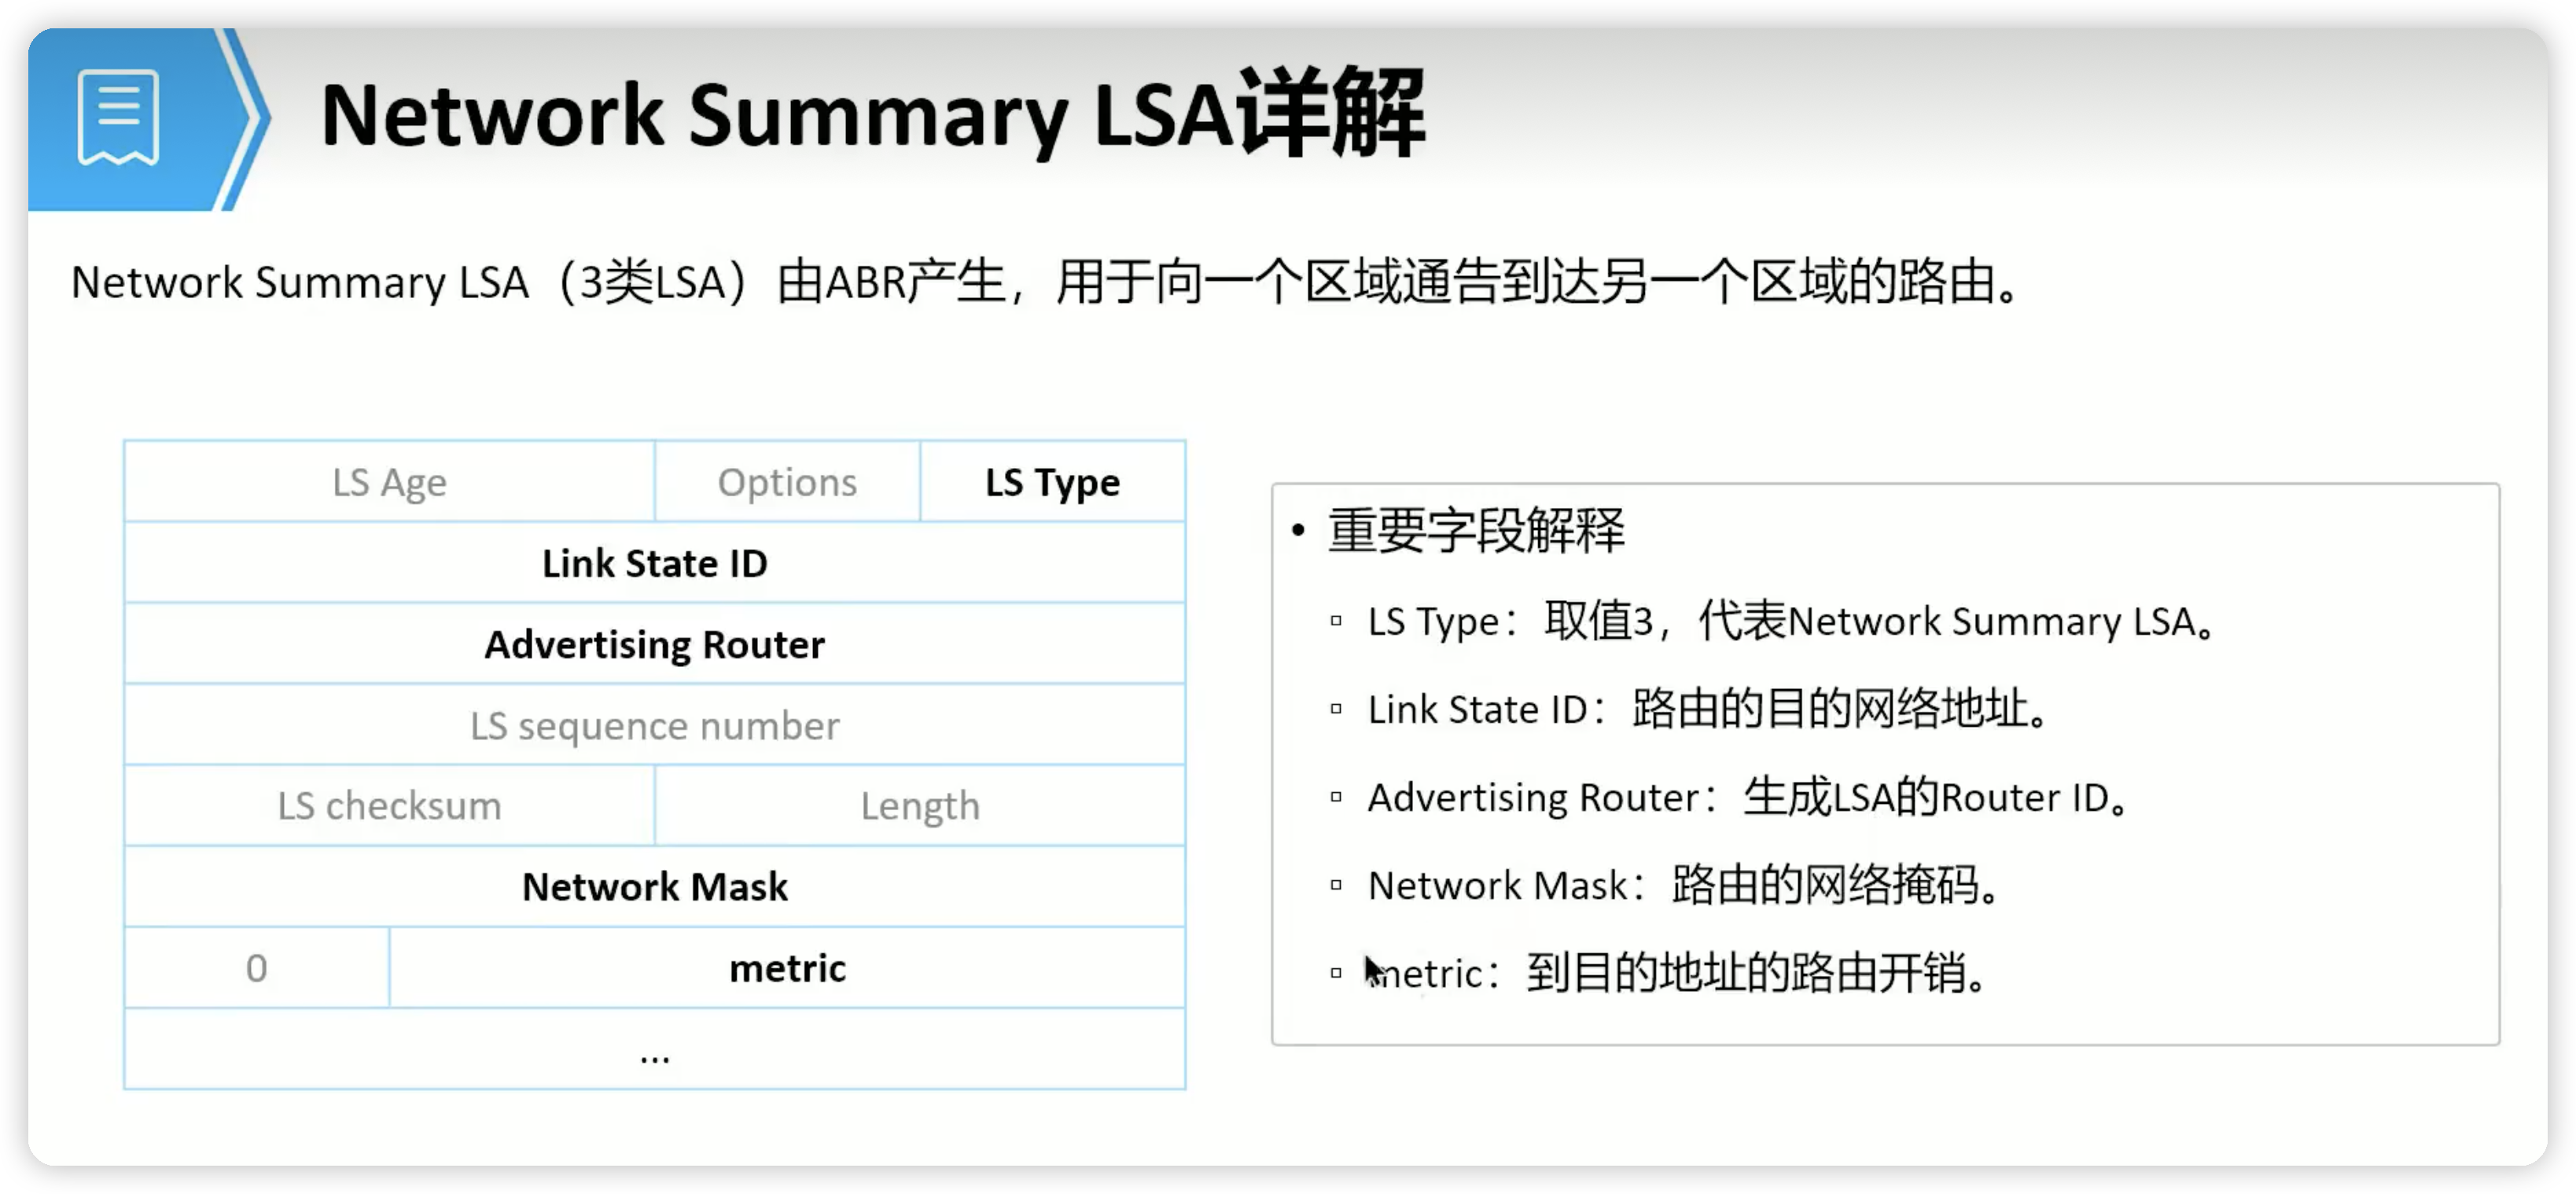 Network Summary LSA详解
Network Summary LSA（3类LSA）由ABR产生，用于向一个区域通告到达另一个区域的路由。
LS Age Options LS Type
Link State ID
Advertising Router
LS sequence number
LS checksum Length
Network Mask
0 metric
...
• 重要字段解释
▫ LS Type：取值3，代表Network Summary LSA。
▫ Link State ID：路由的目的网络地址。
▫ Advertising Router：生成LSA的Router ID。
▫ Network Mask：路由的网络掩码。
▫ metric：到目的地址的路由开销。